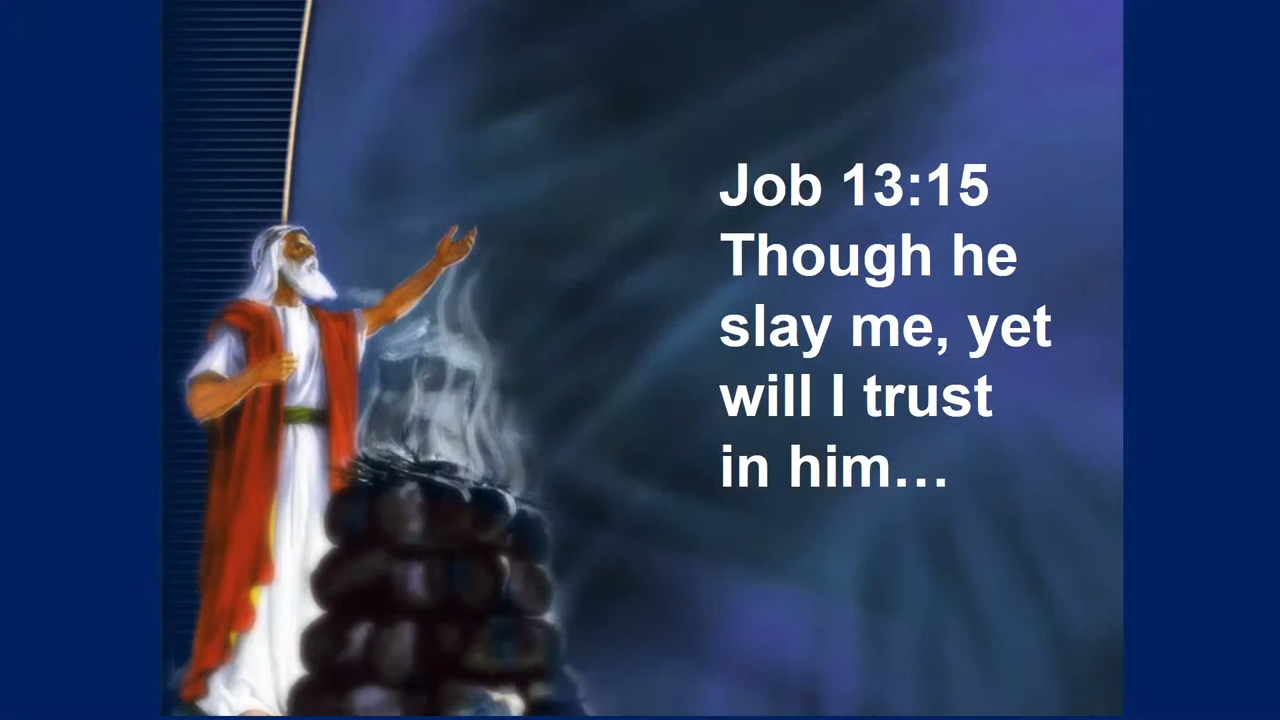 Job 13:15
Though he
slay me, yet
will I trust
in him…